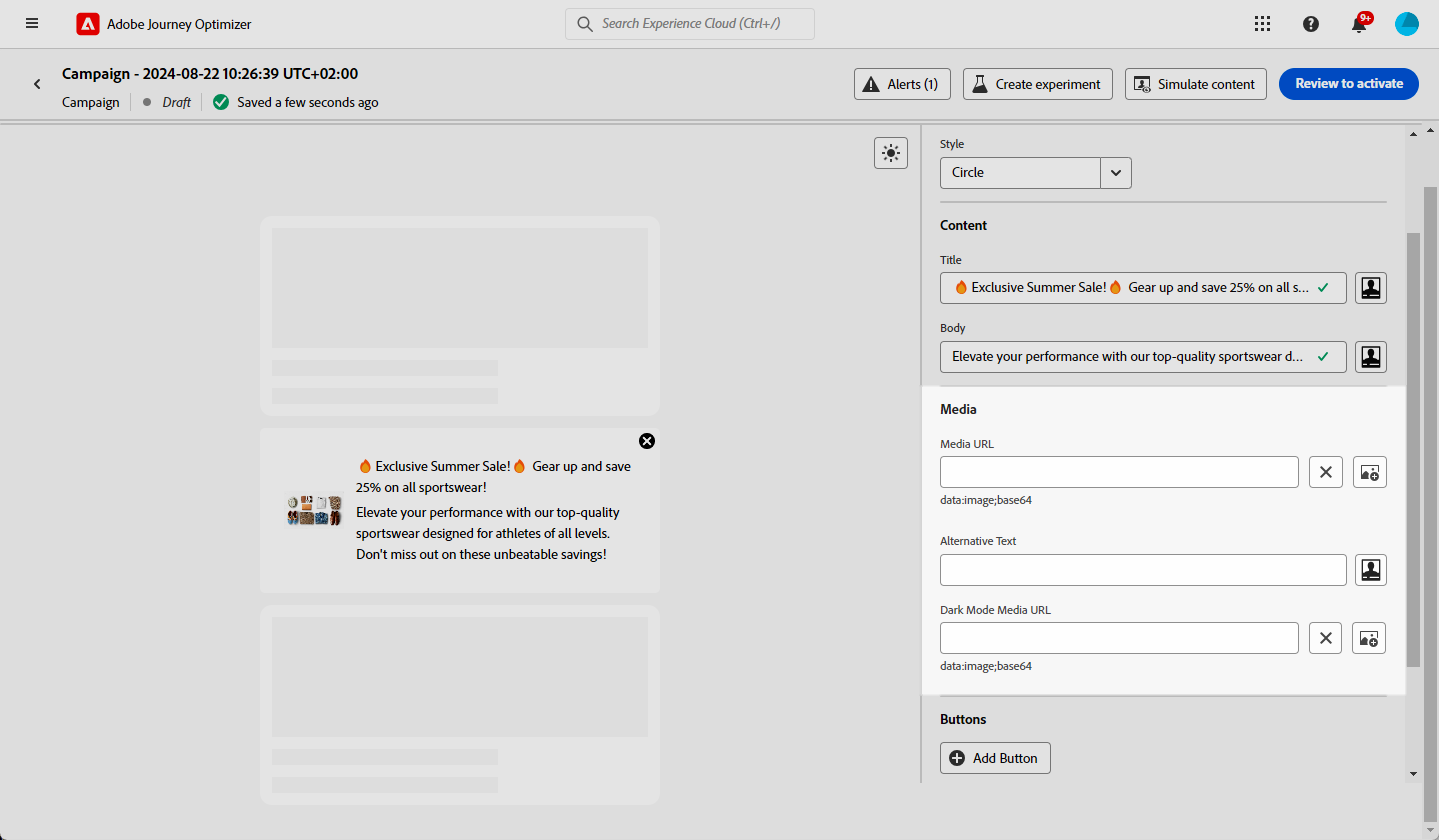 Adobe Journey Optimizer
Search Experience Cloud (Ctrl+/)
9+
Campaign - 2024-08-22 10:26:39 UTC+02:00
Campaign
Draft
Saved a few seconds ago
Alerts (1)
Create experiment
Simulate content
Review to activate
Style
Circle
Content
Title
🔥 Exclusive Summer Sale!🔥 Gear up and save 25% on all s...
Body
Elevate your performance with our top-quality sportswear d...
Media
Media URL
data:image;base64
Alternative Text
Dark Mode Media URL
data:image;base64
Buttons
Add Button
🔥 Exclusive Summer Sale!🔥 Gear up and save
25% on all sportswear!
Elevate your performance with our top-quality
sportswear designed for athletes of all levels.
Don't miss out on these unbeatable savings!